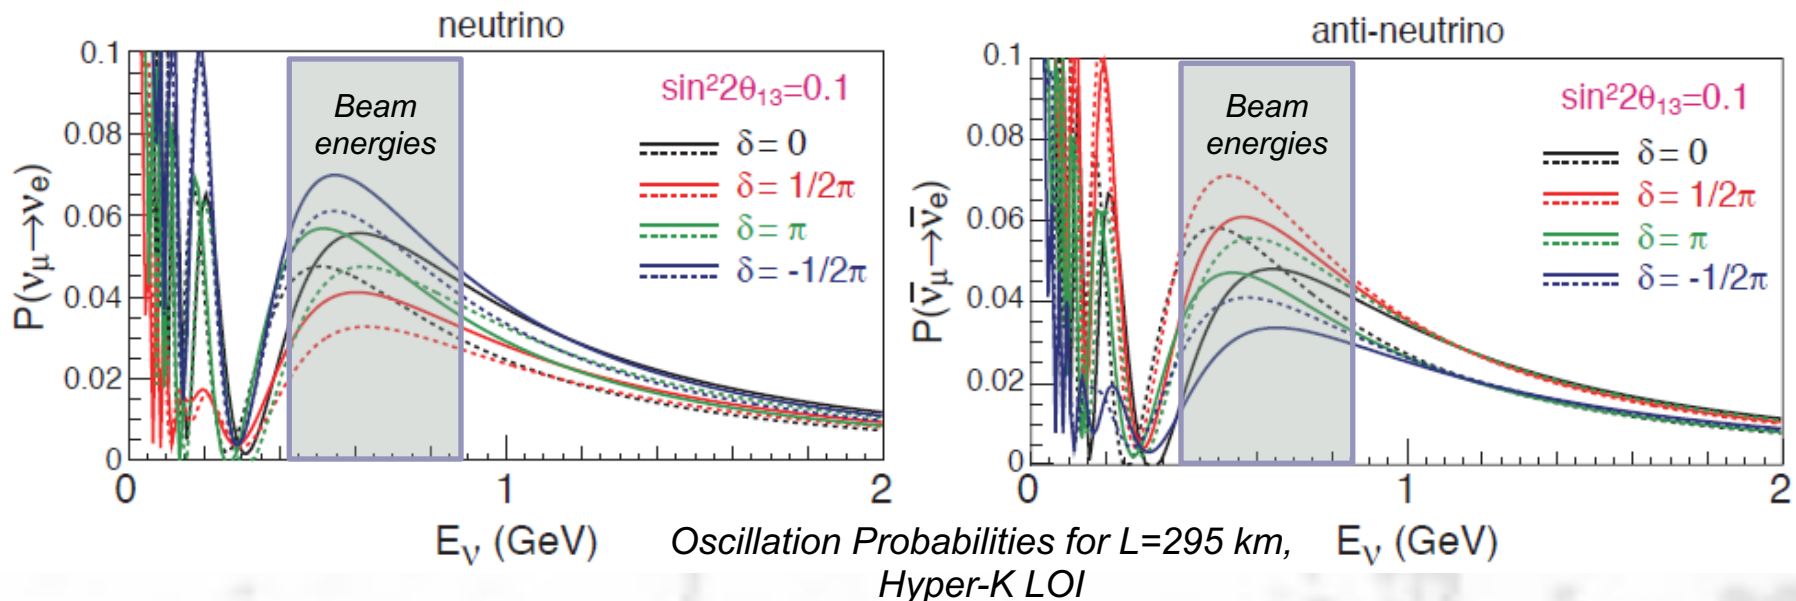 neutrino
0.1
0.08
0.06
0.04
0.02
0
P(νμ→νe)
Beam
energies
sin²2θ₁₃=0.1
δ = 0
δ = 1/2π
δ = π
δ = -1/2π
0 1 2
Eν (GeV)
anti-neutrino
0.1
0.08
0.06
0.04
0.02
0
P(ν̅μ→ν̅e)
Beam
energies
sin²2θ₁₃=0.1
δ = 0
δ = 1/2π
δ = π
δ = -1/2π
0 1 2
Eν (GeV)
Oscillation Probabilities for L=295 km,
Hyper-K LOI